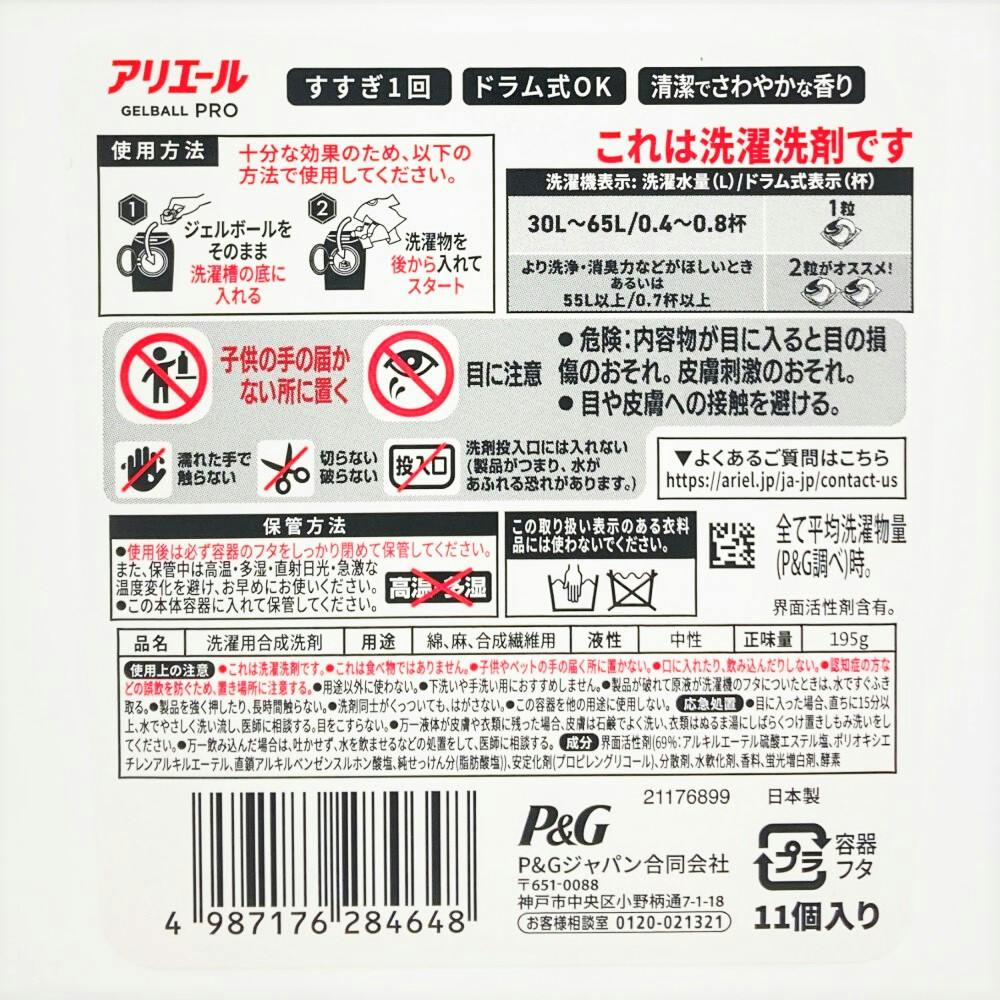 アリエール
GELBALL PRO
すすぎ1回
ドラム式OK
清潔でさわやかな香り
これは洗濯洗剤です
使用方法
十分な効果のため、以下の
方法で使用してください。
1
ジェルボールを
そのまま
洗濯槽の底に
入れる
2
洗濯物を
後から入れて
スタート
洗濯機表示: 洗濯水量(L)/ドラム式表示(杯)
30L～65L/0.4～0.8杯
1粒
より洗浄・消臭力などがほしいとき
あるいは
55L以上/0.7杯以上
2粒がオススメ!
子供の手の届か
ない所に置く
目に注意
●危険:内容物が目に入ると目の損
傷のおそれ。皮膚刺激のおそれ。
●目や皮膚への接触を避ける。
濡れた手で
触らない
切らない
破らない
投入口
洗剤投入口には入れない
(製品がつまり、水が
あふれる恐れがあります。)
▼よくあるご質問はこちら
https://ariel.jp/ja-jp/contact-us
保管方法
●使用後は必ず容器のフタをしっかり閉めて保管してください。
また、保管中は高温・多湿・直射日光・急激な
温度変化を避け、お早めにお使いください。
●この本体容器に入れて保管してください。
高温・多湿
この取り扱い表示のある衣料
品には使わないでください。
全て平均洗濯物量
(P&G調べ)時。
界面活性剤含有。
品名 洗濯用合成洗剤 用途 綿、麻、合成繊維用 液性 中性 正味量 195g
使用上の注意 ●これは洗濯洗剤です。●これは食べ物ではありません。●子供やペットの手の届く所に置かない。●口に入れたり、飲み込んだりしない。●認知症の方な
どの誤飲を防ぐため、置き場所に注意する。●用途以外に使わない。●下洗いや手洗い用におすすめしません。●製品が破れて原液が洗濯機のフタについたときは、水ですぐふき
取る。●製品を強く押したり、長時間触らない。●洗剤同士がくっついても、はがさない。●この容器を他の用途に使用しない。 応急処置 ●目に入った場合、直ちに15分以
上、水でやさしく洗い流し、医師に相談する。目をこすらない。●万一液体が皮膚や衣類に残った場合、皮膚は石鹸でよく洗い、衣類はぬるま湯にしばらくつけ置きしもみ洗いをし
てください。●万一飲み込んだ場合は、吐かせず、水を飲ませるなどの処置をして、医師に相談する。 成分 界面活性剤(69%:アルキルエーテル硫酸エステル塩、ポリオキシエ
チレンアルキルエーテル、直鎖アルキルベンゼンスルホン酸塩、純せっけん分(脂肪酸塩))、安定化剤(プロピレングリコール)、分散剤、水軟化剤、香料、蛍光増白剤、酵素
4 987176 284648
P&G
21176899 日本製
P&Gジャパン合同会社
〒651-0088
神戸市中央区小野柄通7-1-18
お客様相談室 0120-021321
プラ
容器
フタ
11個入り